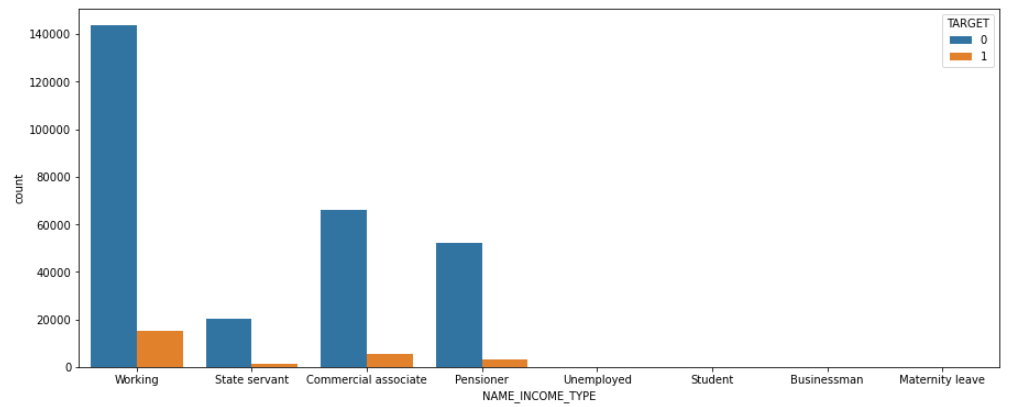 TARGET
0
1
140000
120000
100000
80000
60000
40000
20000
0
count
Working State servant Commercial associate Pensioner Unemployed Student Businessman Maternity leave
NAME_INCOME_TYPE